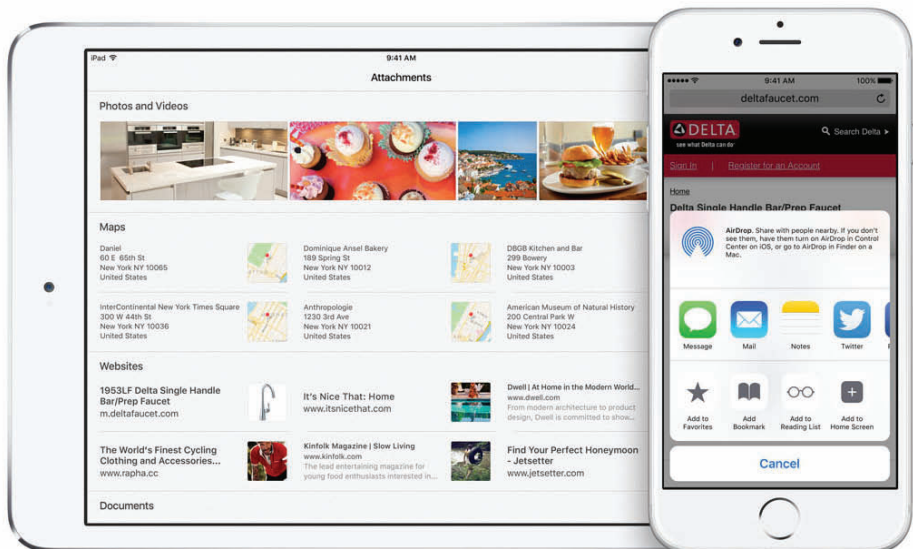 iPad
9:41 AM
Attachments
Photos and Videos
Maps
Daniel
60 E 65th St
New York NY 10065
United States
Dominique Ansel Bakery
189 Spring St
New York NY 10012
United States
DBGB Kitchen and Bar
299 Bowery
New York NY 10003
United States
InterContinental New York Times Square
300 W 44th St
New York NY 10036
United States
Anthropologie
1230 3rd Ave
New York NY 10021
United States
American Museum of Natural History
200 Central Park W
New York NY 10024
United States
Websites
1953LF Delta Single Handle
Bar/Prep Faucet
m.deltafaucet.com
It's Nice That: Home
www.itsnicethat.com
Dwell | At Home in the Modern World...
www.dwell.com
From modern architecture to product
design, Dwell is committed to show...
The World's Finest Cycling
Clothing and Accessories...
www.rapha.cc
Kinfolk Magazine | Slow Living
www.kinfolk.com
The lead entertaining magazine for
young food enthusiasts interested in...
Find Your Perfect Honeymoon
- Jetsetter
www.jetsetter.com
Documents
9:41 AM
100%
deltafaucet.com
DELTA
see what Delta can do
Search Delta >
Sign In | Register for an Account
Home
Delta Single Handle Bar/Prep Faucet
AirDrop. Share with people nearby. If you don't
see them, have them turn on AirDrop in Control
Center on iOS, or go to AirDrop in Finder on a
Mac.
Message
Mail
Notes
Twitter
Add to
Favorites
Add
Bookmark
Add to
Reading List
Add to
Home Screen
Cancel